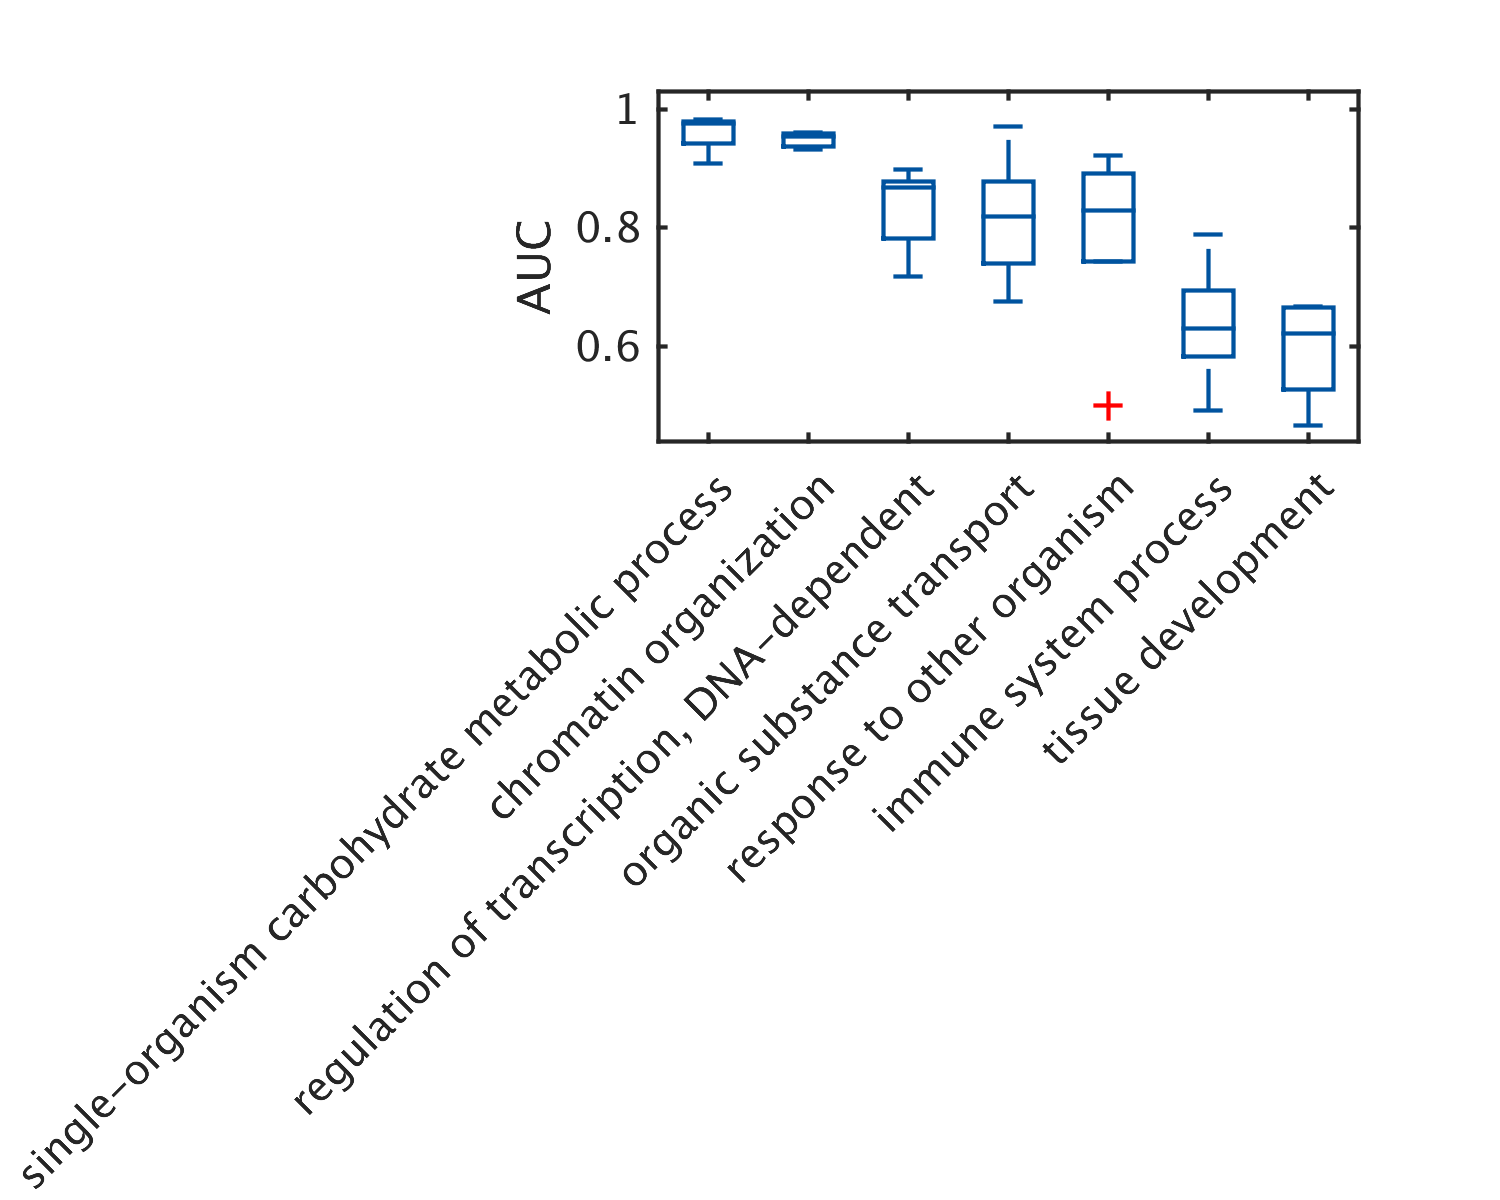 1
0.8
0.6
AUC
single-organism carbohydrate metabolic process
chromatin organization
regulation of transcription, DNA-dependent
organic substance transport
response to other organism
immune system process
tissue development